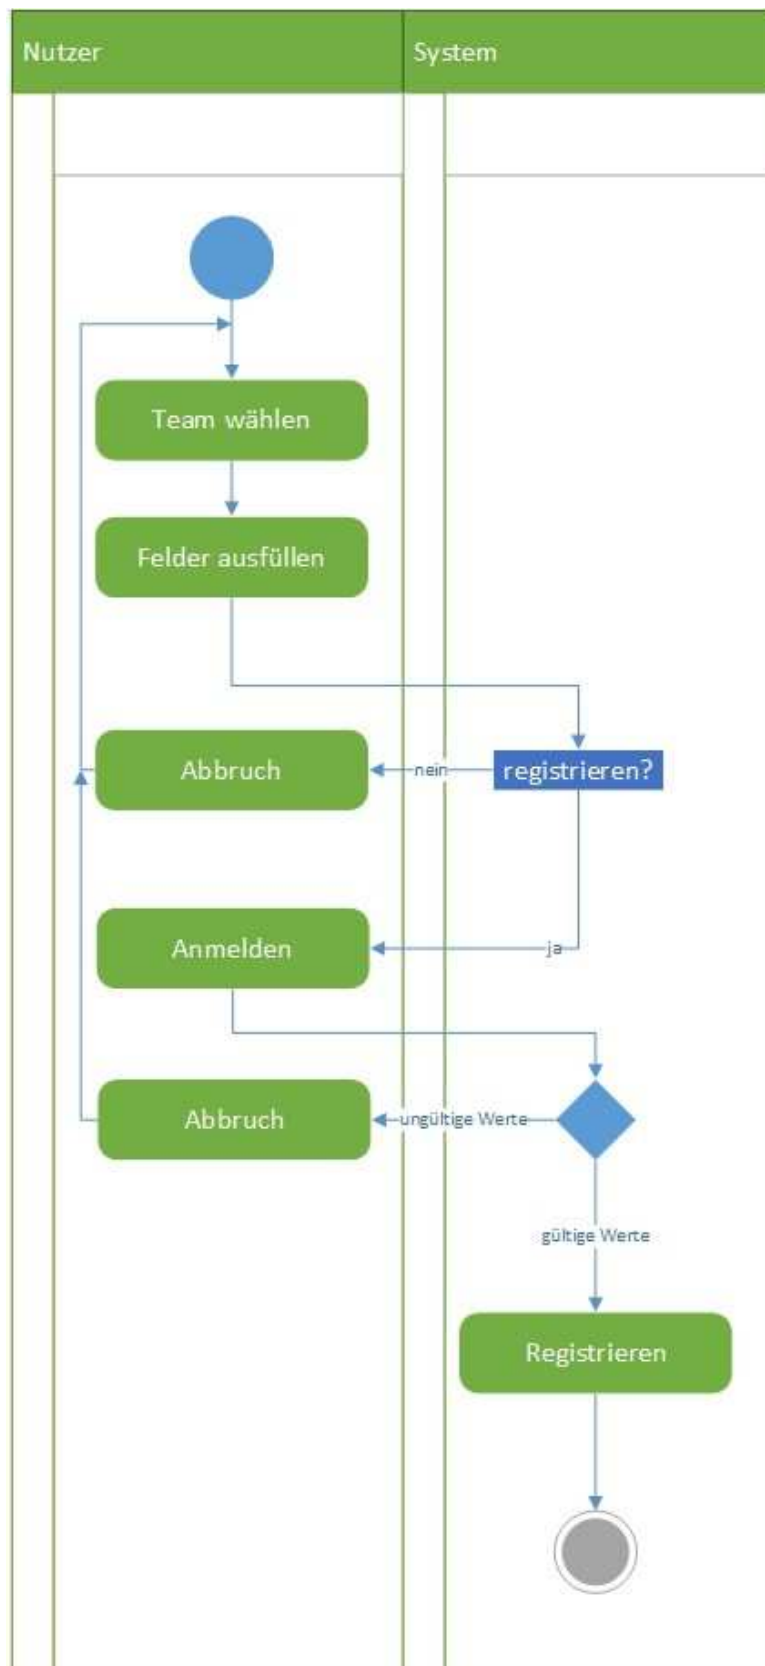 Nutzer
System
Team wählen
Felder ausfüllen
Abbruch
nein
registrieren?
Anmelden
ja
Abbruch
ungültige Werte
gültige Werte
Registrieren